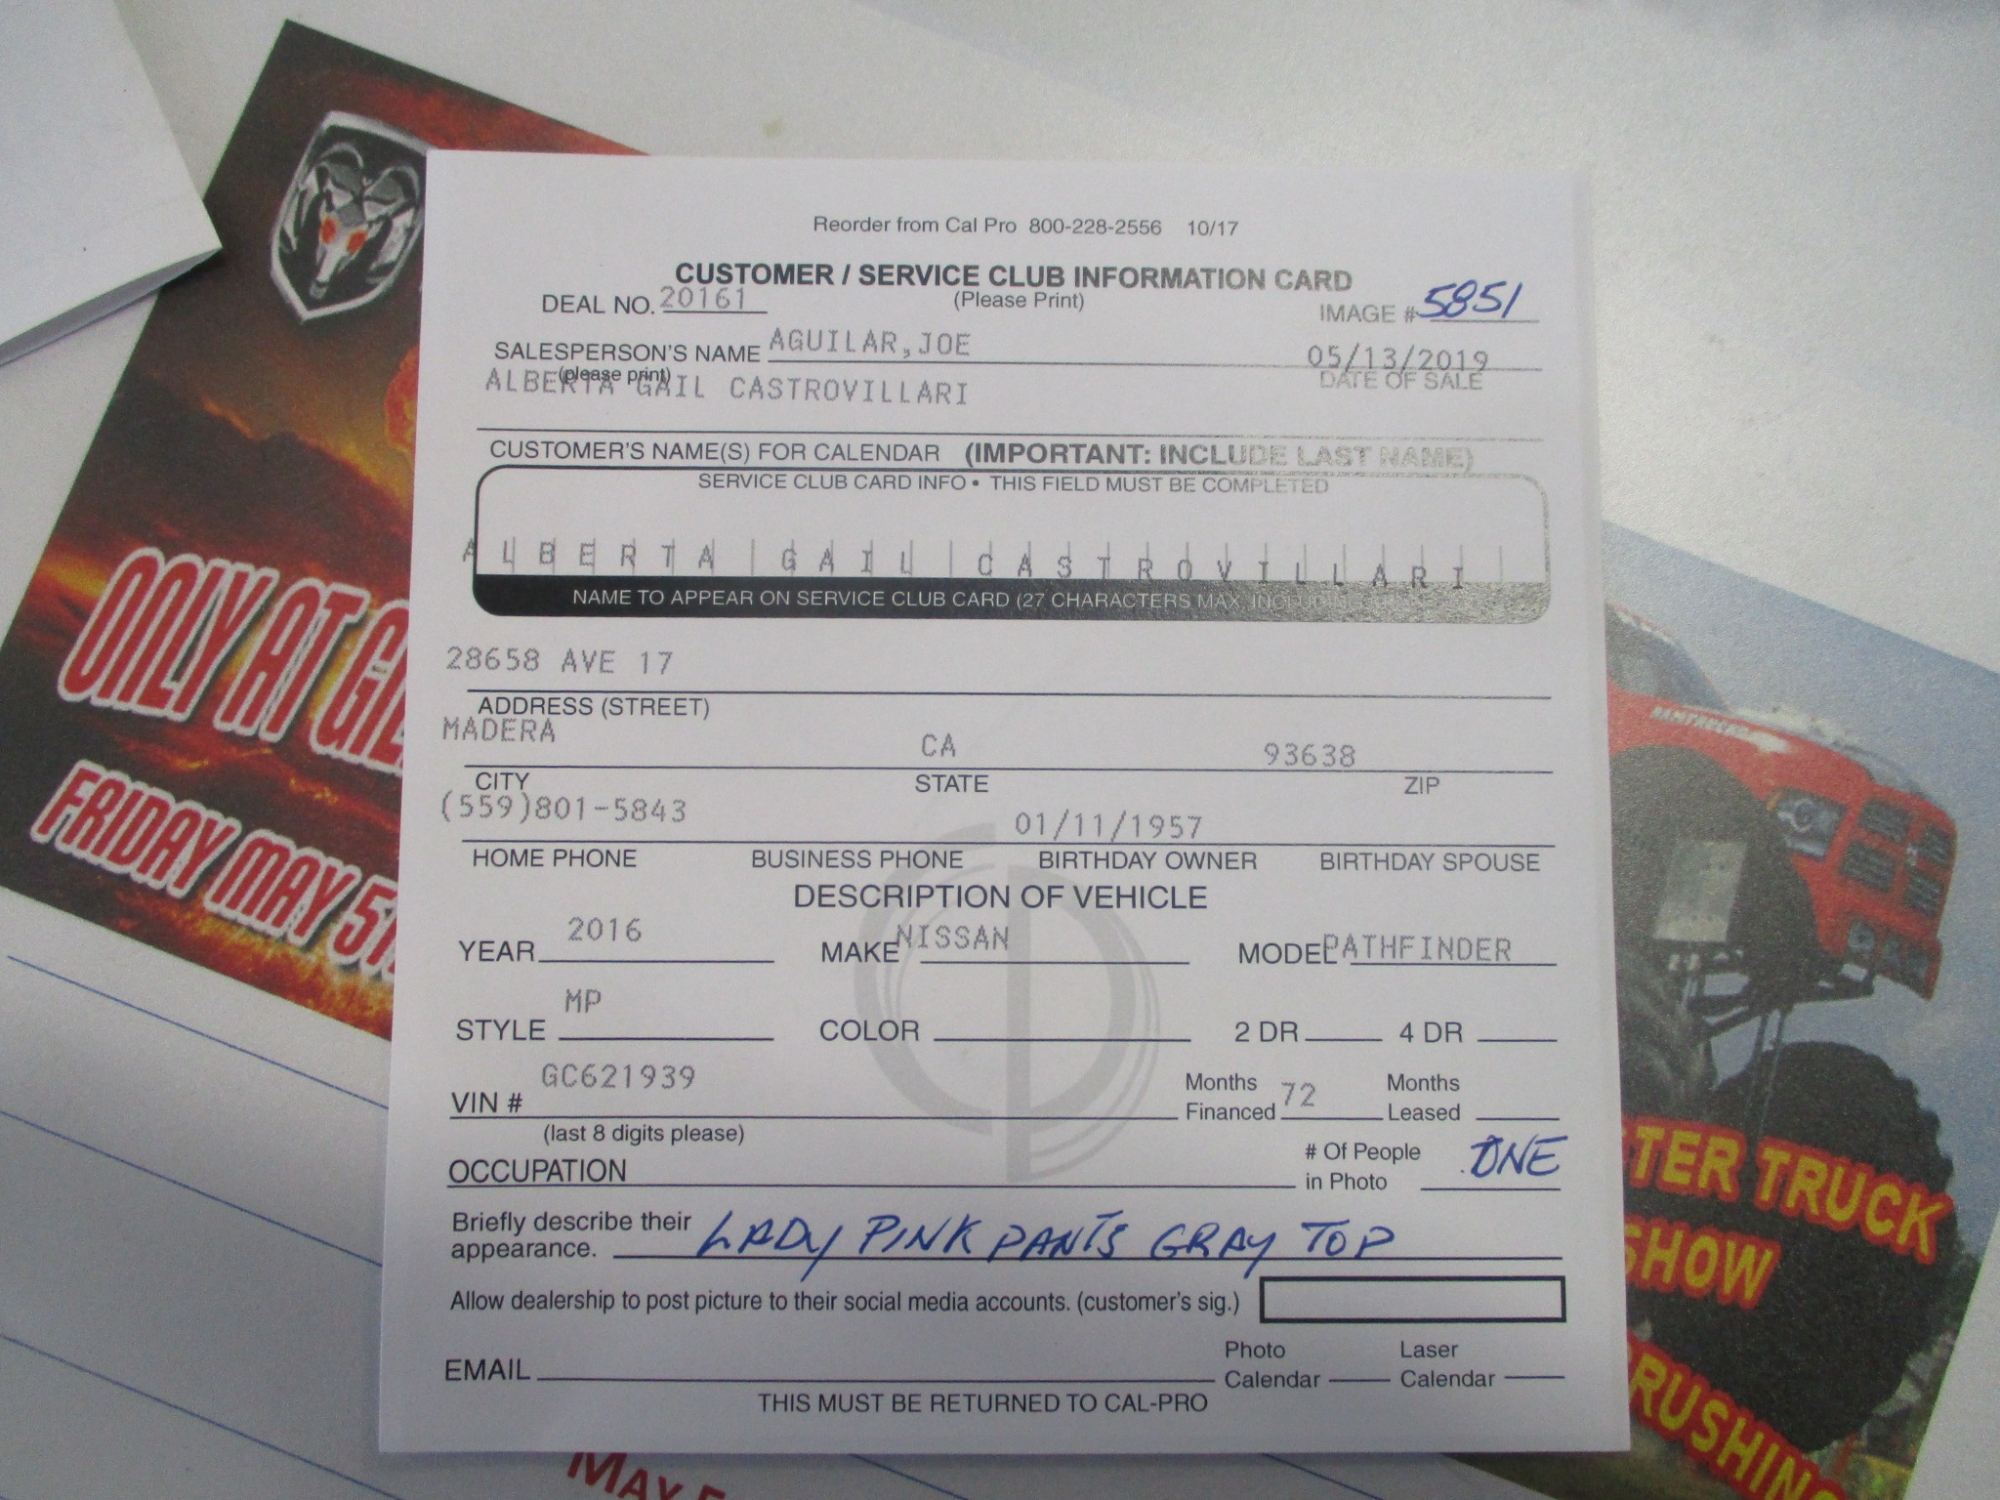 Reorder from Cal Pro 800-228-2556 10/17
CUSTOMER / SERVICE CLUB INFORMATION CARD
DEAL NO. 20161 (Please Print) IMAGE # 5851
SALESPERSON'S NAME AGUILAR,JOE 05/13/2019
(please print) DATE OF SALE
ALBERTA GAIL CASTROVILLARI
CUSTOMER'S NAME(S) FOR CALENDAR (IMPORTANT: INCLUDE LAST NAME)
SERVICE CLUB CARD INFO • THIS FIELD MUST BE COMPLETED
ALBERTA GAIL CASTROVILLARI
NAME TO APPEAR ON SERVICE CLUB CARD (27 CHARACTERS MAX, INCLUDING
28658 AVE 17
ADDRESS (STREET)
MADERA CA 93638
CITY STATE ZIP
(559)801-5843 01/11/1957
HOME PHONE BUSINESS PHONE BIRTHDAY OWNER BIRTHDAY SPOUSE
DESCRIPTION OF VEHICLE
YEAR 2016 MAKE NISSAN MODEL PATHFINDER
STYLE MP COLOR 2 DR 4 DR
VIN # GC621939 Months Financed 72 Months Leased
(last 8 digits please)
OCCUPATION # Of People in Photo ONE
Briefly describe their appearance. LADY PINK PANTS GRAY TOP
Allow dealership to post picture to their social media accounts. (customer's sig.)
EMAIL Photo Calendar Laser Calendar
THIS MUST BE RETURNED TO CAL-PRO
ONLY AT
FRIDAY MAY
TRUCK
SHOW
MAY